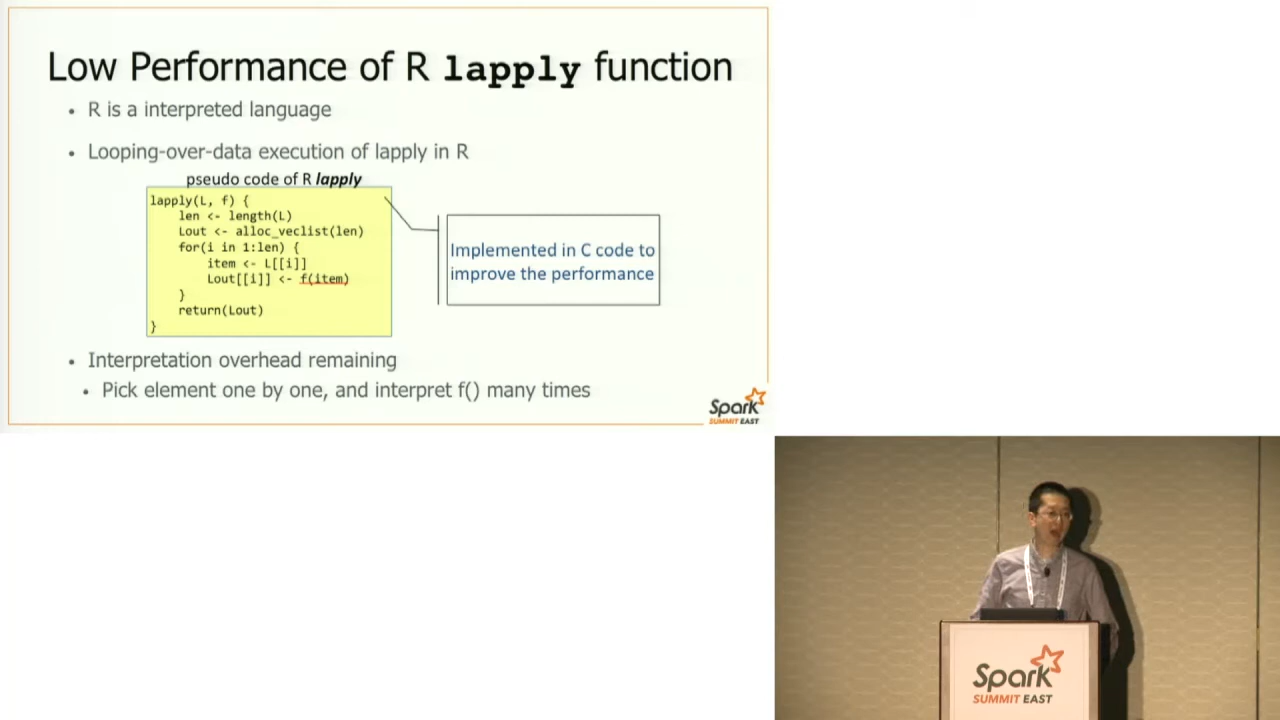 Low Performance of R lapply function
• R is a interpreted language
• Looping-over-data execution of lapply in R
pseudo code of R lapply
lapply(L, f) {
    len <- length(L)
    Lout <- alloc_veclist(len)
    for(i in 1:len) {
        item <- L[[i]]
        Lout[[i]] <- f(item)
    }
    return(Lout)
}
Implemented in C code to
improve the performance
• Interpretation overhead remaining
• Pick element one by one, and interpret f() many times
Spark
SUMMIT EAST
Spark
SUMMIT EAST